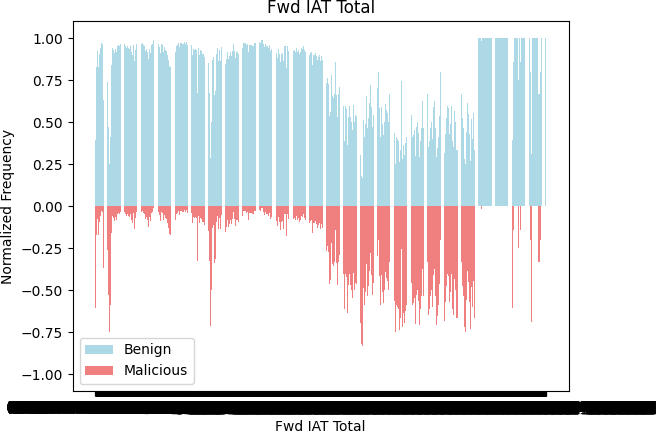 Fwd IAT Total
1.00
0.75
0.50
0.25
0.00
−0.25
−0.50
−0.75
−1.00
Normalized Frequency
Benign
Malicious
Fwd IAT Total